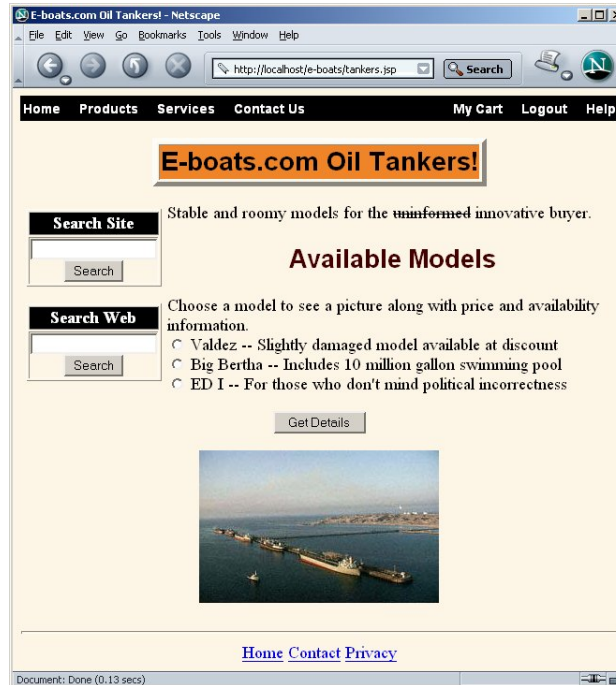 E-boats.com Oil Tankers! - Netscape
File Edit View Go Bookmarks Tools Window Help
http://localhost/e-boats/tankers.jsp Search
Home Products Services Contact Us My Cart Logout Help
E-boats.com Oil Tankers!
Stable and roomy models for the uninformed innovative buyer.
Search Site
Search
Available Models
Search Web
Search
Choose a model to see a picture along with price and availability
information.
Valdez -- Slightly damaged model available at discount
Big Bertha -- Includes 10 million gallon swimming pool
ED I -- For those who don't mind political incorrectness
Get Details
Home Contact Privacy
Document: Done (0.13 secs)